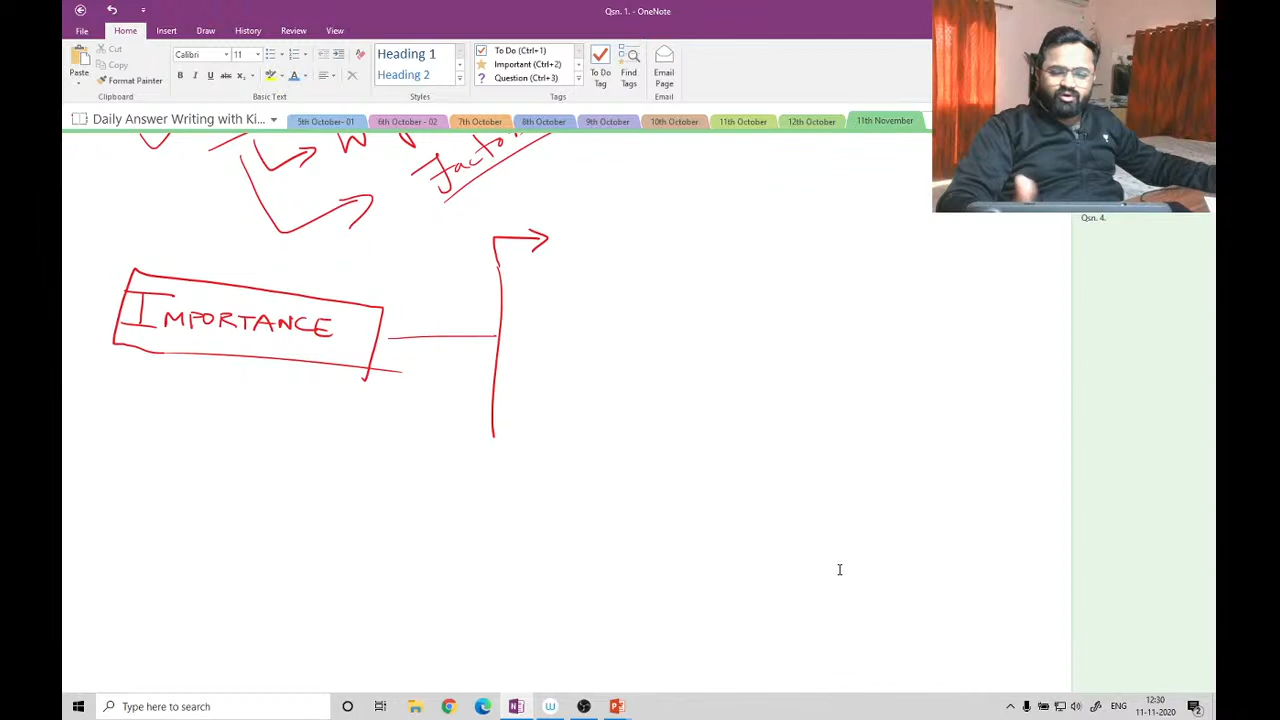 Qsn. 1. - OneNote
File Home Insert Draw History Review View
Paste Cut Copy Format Painter Clipboard
Calibri 11 B I U abc X₂ A Basic Text
Heading 1 Heading 2 Styles
To Do (Ctrl+1) Important (Ctrl+2) Question (Ctrl+3) To Do Tag Find Tags Tags
Email Page Email
Daily Answer Writing with Ki... 5th October- 01 6th October - 02 7th October 8th October 9th October 10th October 11th October 12th October 11th November
Qsn. 4.
IMPORTANCE
Type here to search
ENG 12:30 11-11-2020 2